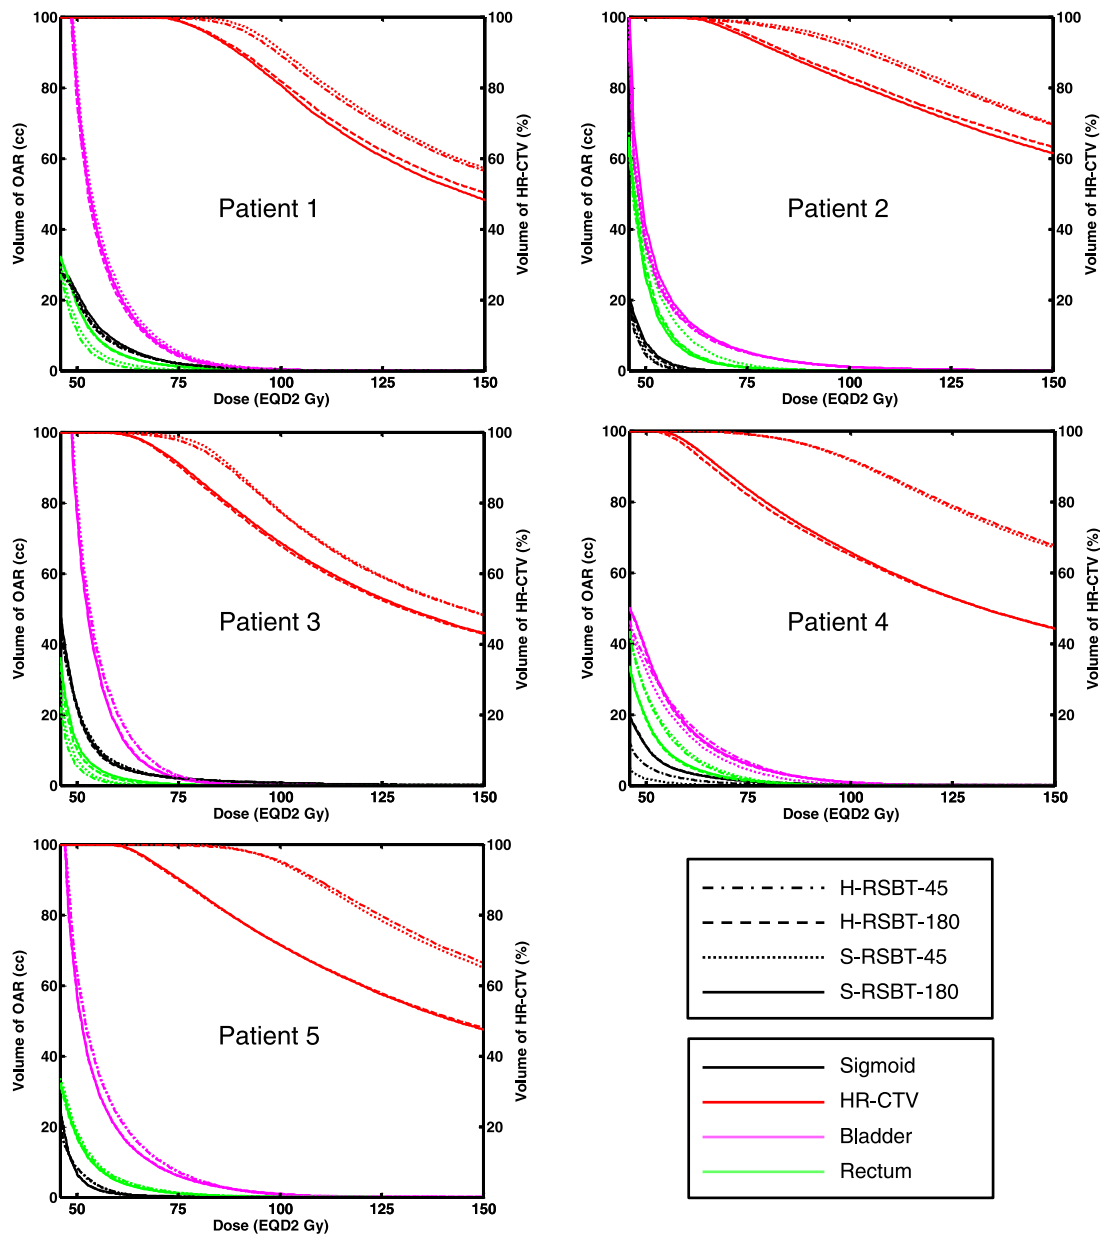 100
80
60
40
20
0
Volume of OAR (cc)
Patient 1
100
80
60
40
20
Volume of HR-CTV (%)
50 75 100 125 150
Dose (EQD2 Gy)
100
80
60
40
20
0
Volume of OAR (cc)
Patient 2
100
80
60
40
20
0
Volume of HR-CTV (%)
50 75 100 125 150
Dose (EQD2 Gy)
100
80
60
40
20
0
Volume of OAR (cc)
Patient 3
100
80
60
40
20
Volume of HR-CTV (%)
50 75 100 125 150
Dose (EQD2 Gy)
100
80
60
40
20
0
Volume of OAR (cc)
Patient 4
100
80
60
40
20
Volume of HR-CTV (%)
50 75 100 125 150
Dose (EQD2 Gy)
100
80
60
40
20
0
Volume of OAR (cc)
Patient 5
100
80
60
40
20
0
Volume of HR-CTV (%)
50 75 100 125 150
Dose (EQD2 Gy)
H-RSBT-45
H-RSBT-180
S-RSBT-45
S-RSBT-180
Sigmoid
HR-CTV
Bladder
Rectum